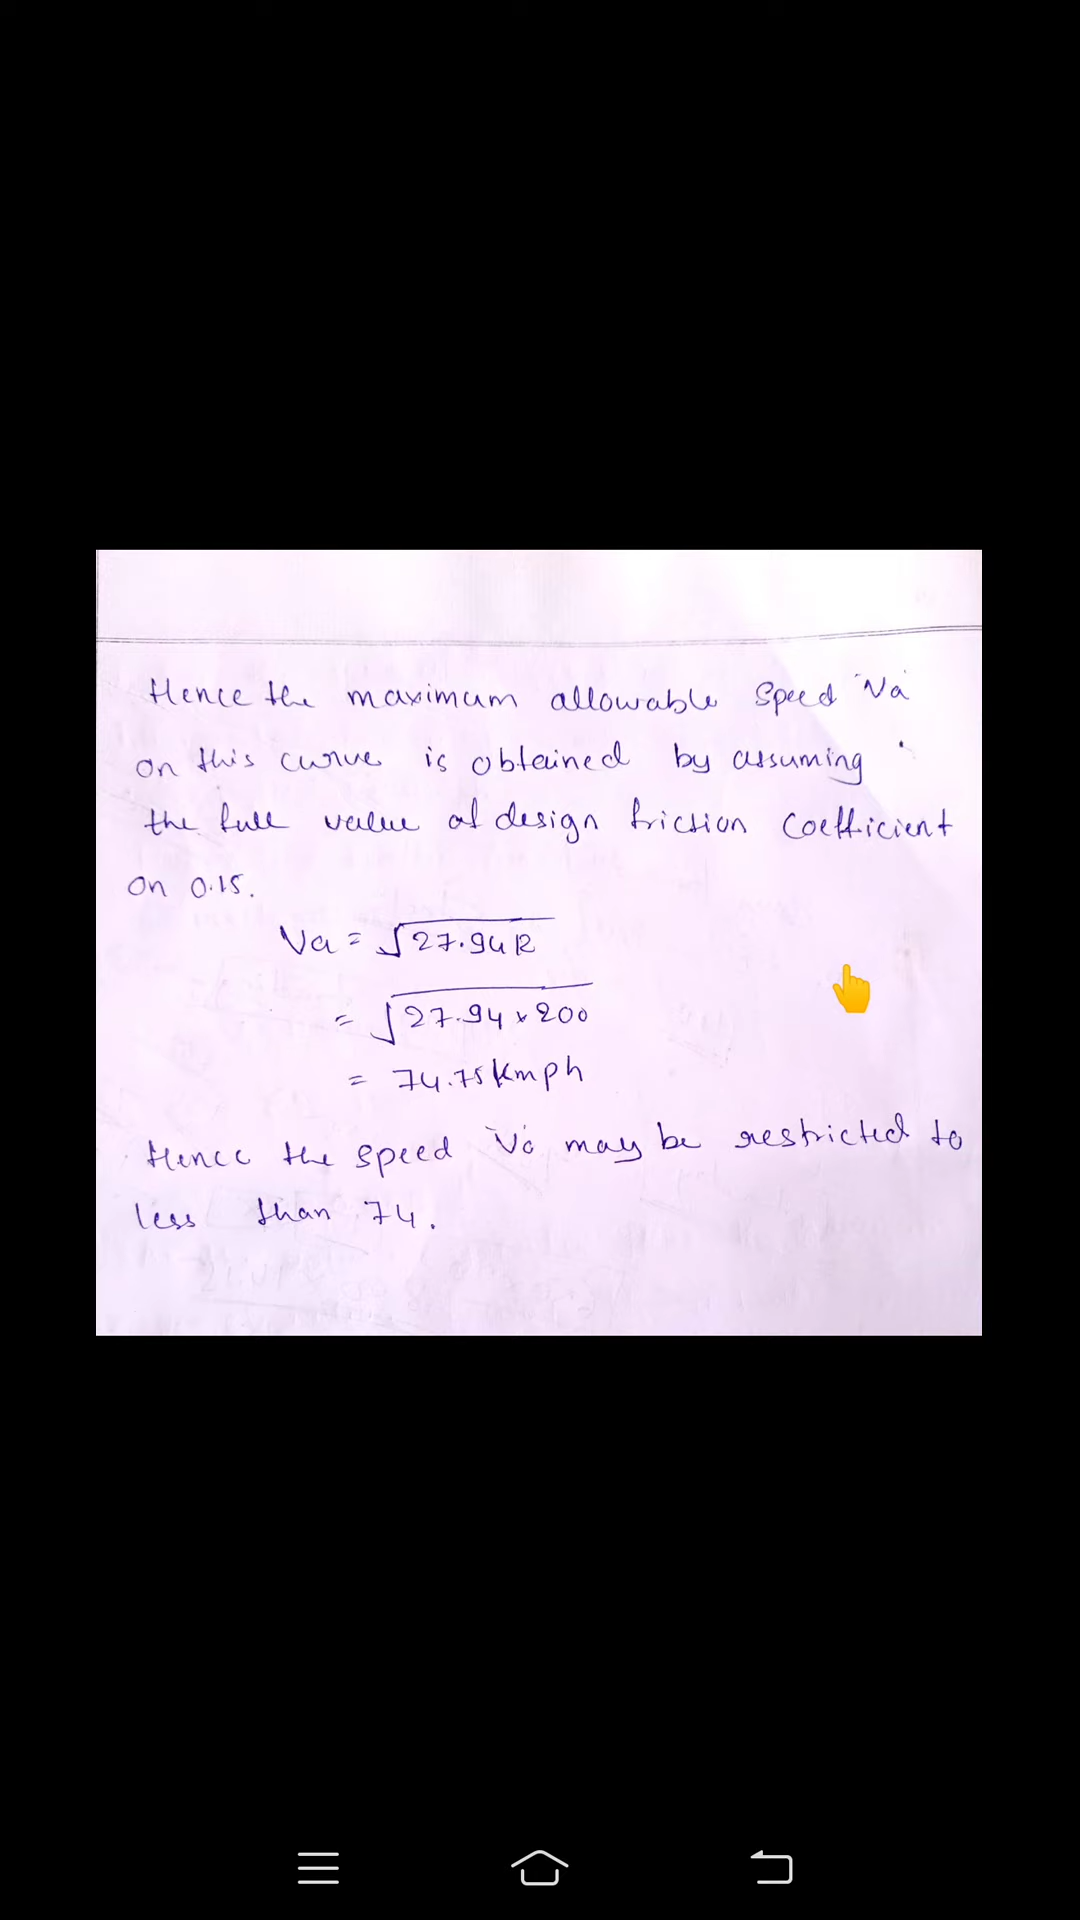 Hence the maximum allowable speed 'Va'
on this curve is obtained by assuming
the full value of design friction coefficient
on 0.15.
Va = √27.94R
= √27.94 x 200
= 74.75 Kmph
Hence the speed 'Va' may be restricted to
less than 74.